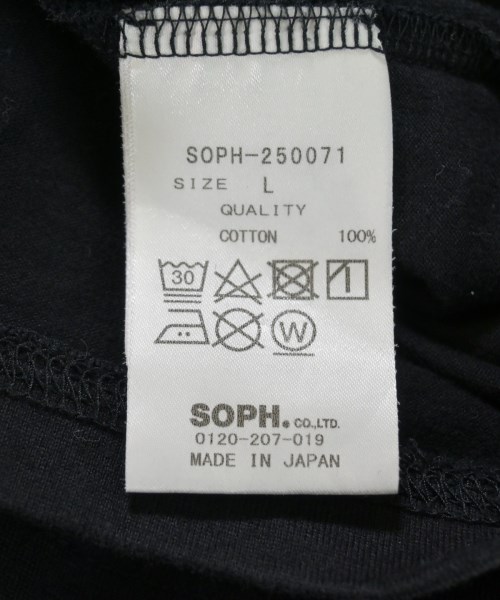 SOPH-250071
SIZE L
QUALITY
COTTON 100%
30
W
SOPH. CO.,LTD.
0120-207-019
MADE IN JAPAN